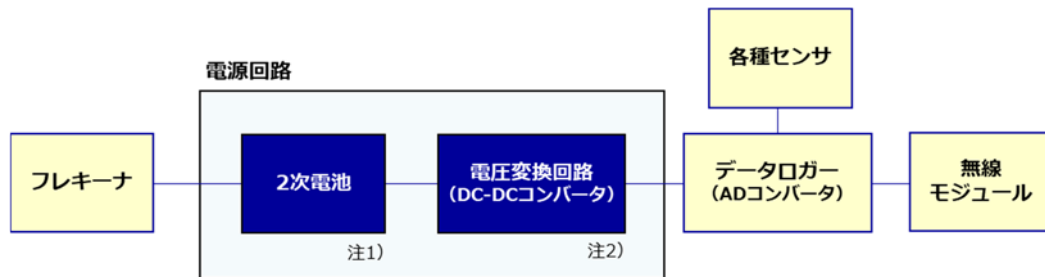 電源回路
各種センサ
フレキーナ
2次電池
電圧変換回路
（DC-DCコンバータ）
データロガー
（ADコンバータ）
無線
モジュール
注1）
注2）